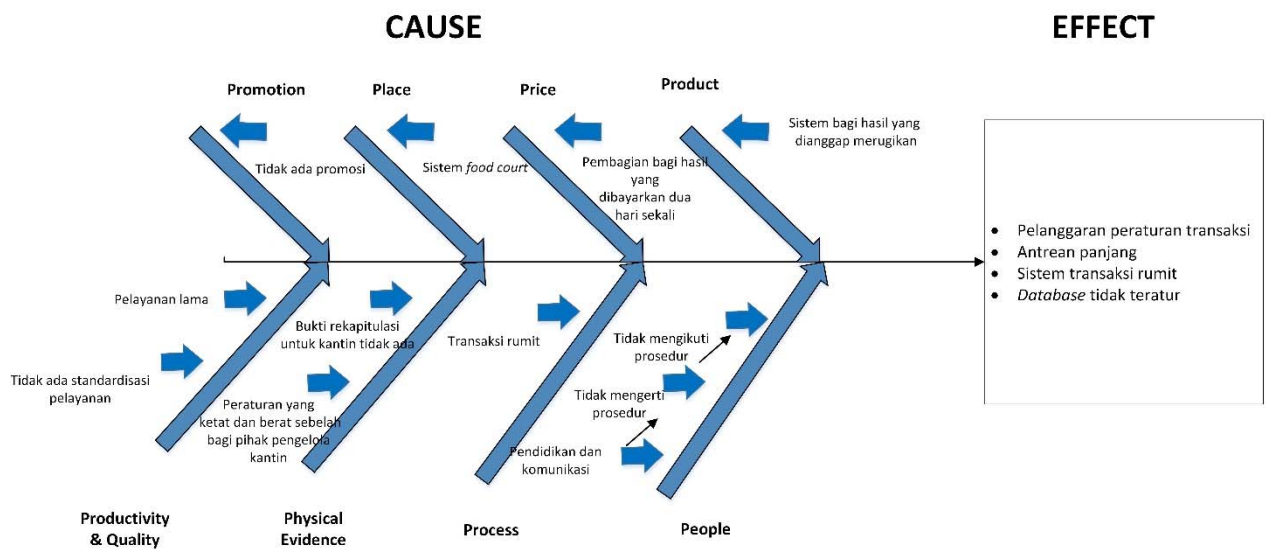 CAUSE
EFFECT
Promotion
Place
Price
Product
Tidak ada promosi
Sistem food court
Pembagian bagi hasil
yang
dibayarkan dua
hari sekali
Sistem bagi hasil yang
dianggap merugikan
• Pelanggaran peraturan transaksi
• Antrean panjang
• Sistem transaksi rumit
• Database tidak teratur
Pelayanan lama
Tidak ada standardisasi
pelayanan
Bukti rekapitulasi
untuk kantin tidak ada
Peraturan yang
ketat dan berat sebelah
bagi pihak pengelola
kantin
Transaksi rumit
Tidak mengikuti
prosedur
Tidak mengerti
prosedur
Pendidikan dan
komunikasi
Productivity
& Quality
Physical
Evidence
Process
People